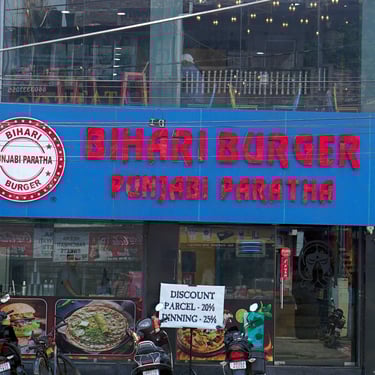 BIHARI BURGER
PUNJABI PARATHA
BIHARI
PUNJABI PARATHA
BURGER
DISCOUNT
PARCEL - 20%
DINNING - 25%